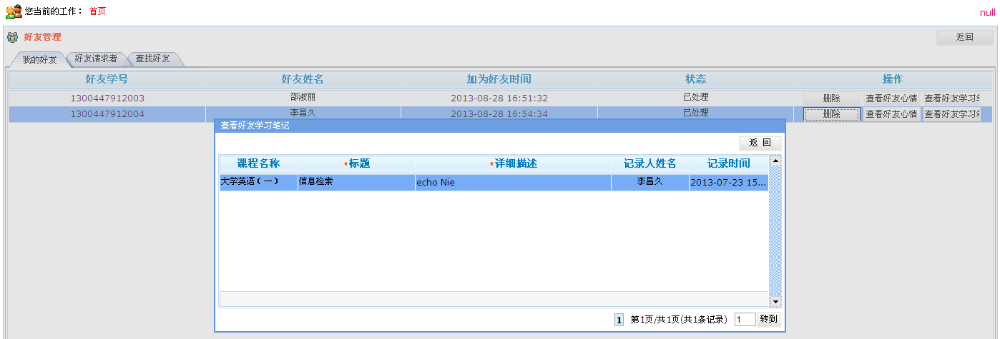 您当前的工作： 首页
null
好友管理
返回
我的好友 好友请求者 查找好友
好友学号 好友姓名 加为好友时间 状态 操作
1300447912003 邵淑丽 2013-08-28 16:51:32 已处理 删除 查看好友心情 查看好友学习
1300447912004 李昌久 2013-08-28 16:54:34 已处理 删除 查看好友心情 查看好友学习
查看好友学习笔记
返 回
课程名称 *标题 *详细描述 记录人姓名 记录时间
大学英语（一） 信息检索 echo Nie 李昌久 2013-07-23 15...
1 第1页/共1页(共1条记录) 1 转到